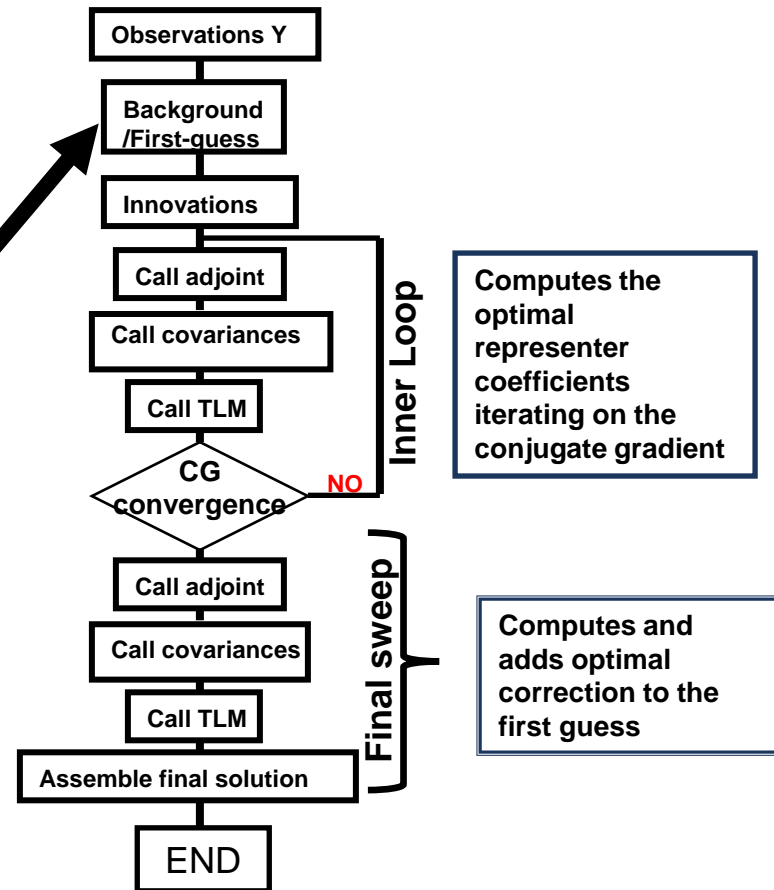 Observations Y
Background
/First-guess
Innovations
Call adjoint
Call covariances
Call TLM
CG
convergence
NO
Inner Loop
Computes the
optimal
representer
coefficients
iterating on the
conjugate gradient
Call adjoint
Call covariances
Call TLM
Assemble final solution
Final sweep
Computes and
adds optimal
correction to the
first guess
END